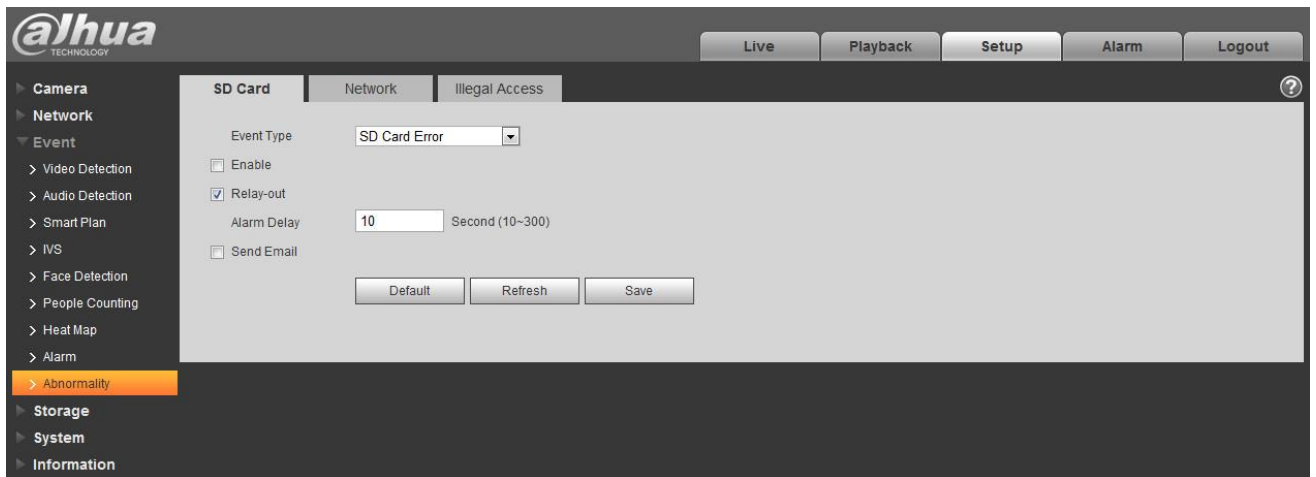 alhua
TECHNOLOGY
Live
Playback
Setup
Alarm
Logout
Camera
Network
Event
Video Detection
Audio Detection
Smart Plan
IVS
Face Detection
People Counting
Heat Map
Alarm
Abnormality
Storage
System
Information
SD Card
Network
Illegal Access
?
Event Type SD Card Error
Enable
Relay-out
Alarm Delay 10 Second (10~300)
Send Email
Default Refresh Save